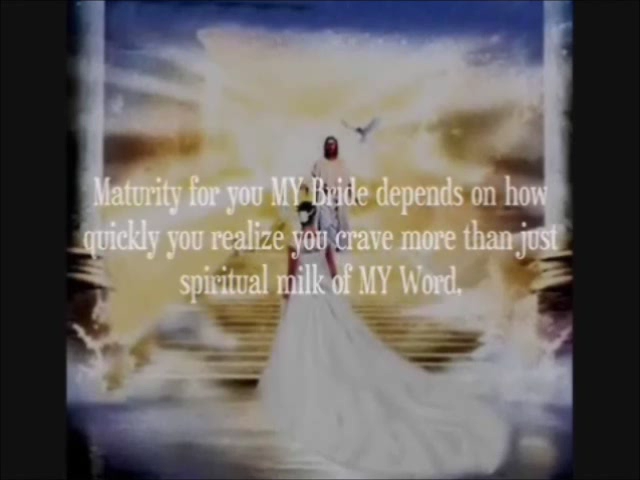 Maturity for you MY Bride depends on how
quickly you realize you crave more than just
spiritual milk of MY Word,